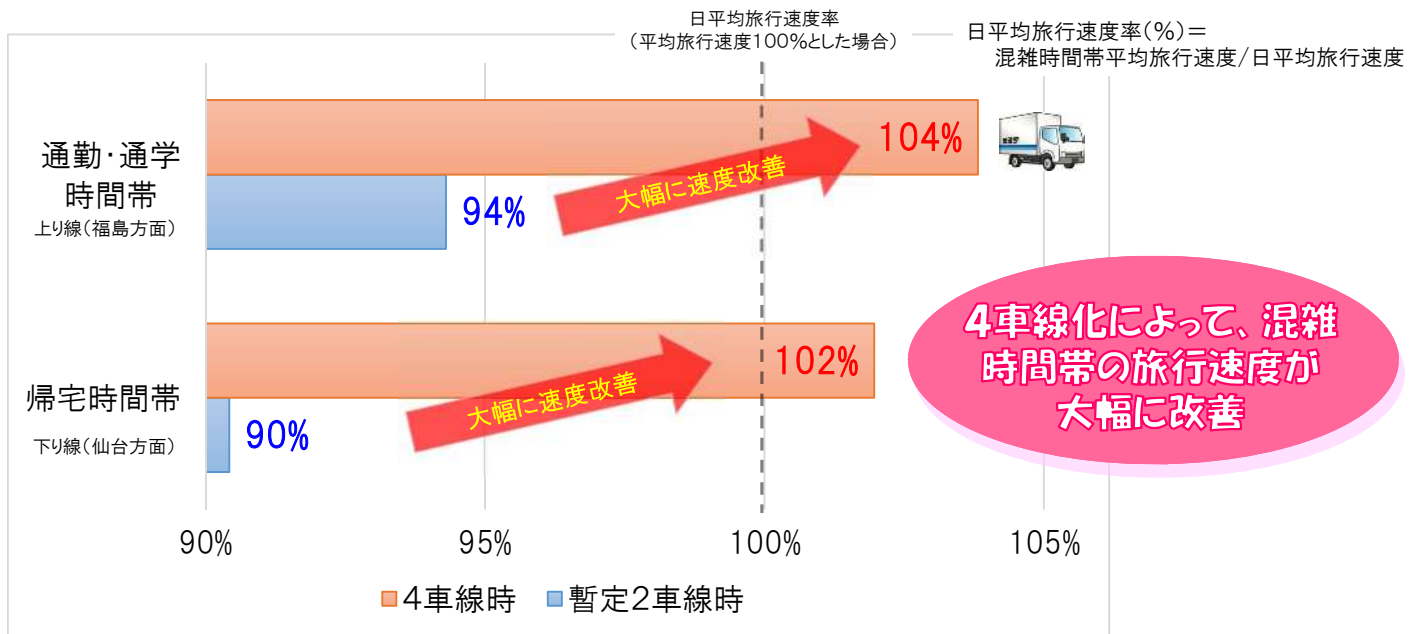 日平均旅行速度率
（平均旅行速度100％とした場合）
日平均旅行速度率（％）＝
混雑時間帯平均旅行速度/日平均旅行速度
通勤・通学
時間帯
上り線（福島方面）
104%
94%
大幅に速度改善
帰宅時間帯
下り線（仙台方面）
102%
90%
大幅に速度改善
4車線化によって、混雑
時間帯の旅行速度が
大幅に改善
90%
95%
100%
105%
4車線時
暫定2車線時